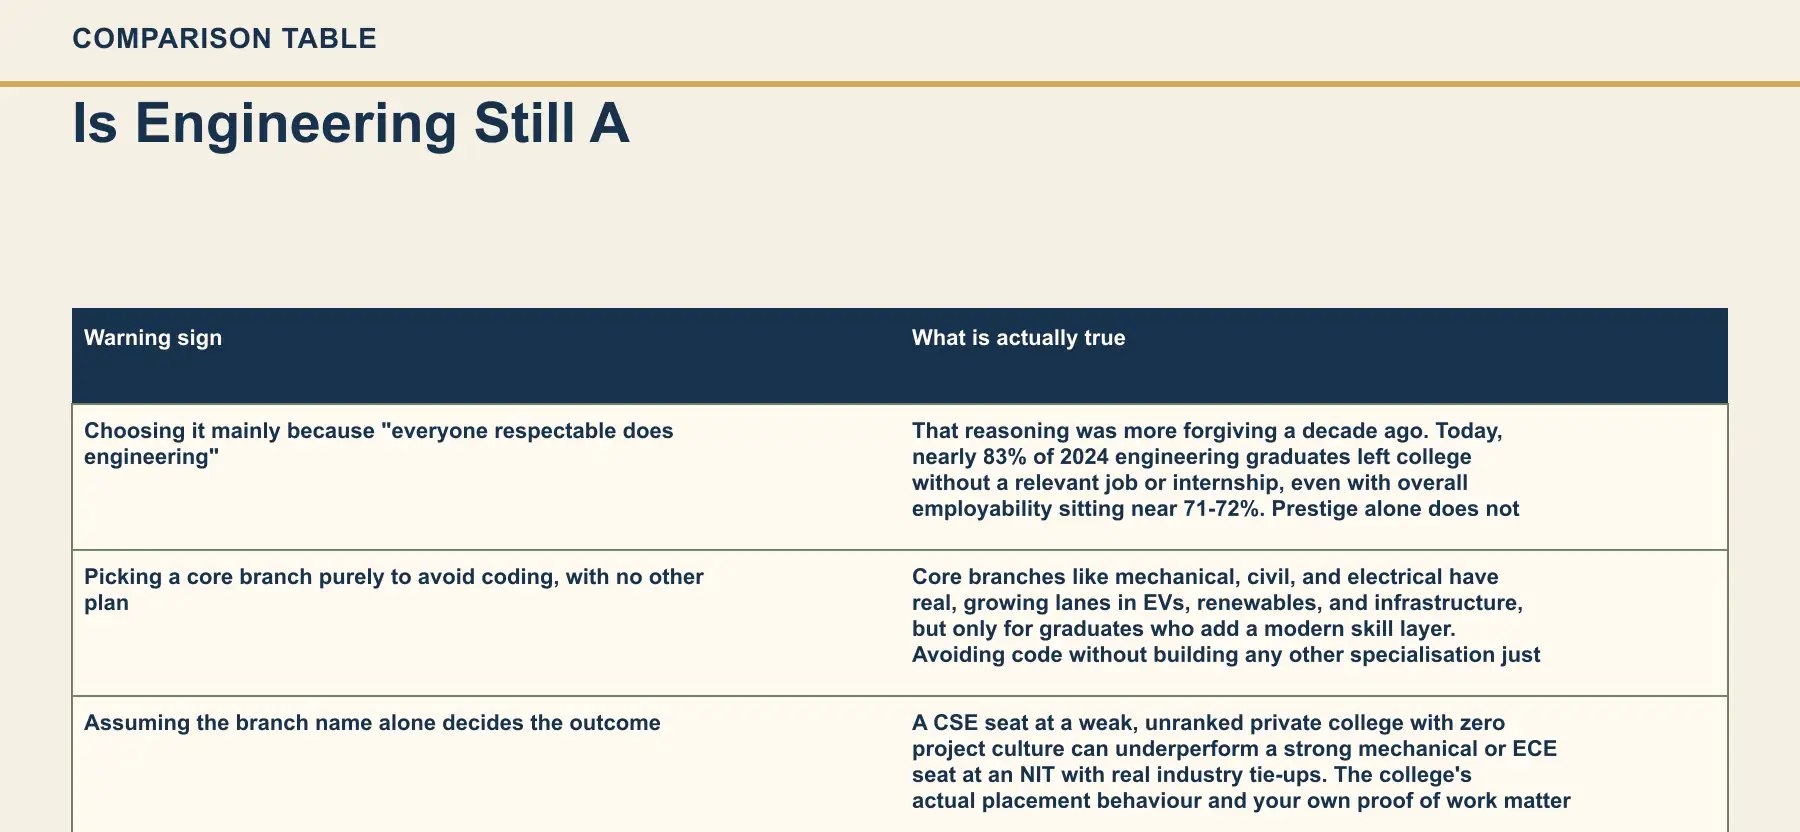 COMPARISON TABLE
Is Engineering Still A
Warning sign
What is actually true
Choosing it mainly because "everyone respectable does
engineering"
That reasoning was more forgiving a decade ago. Today,
nearly 83% of 2024 engineering graduates left college
without a relevant job or internship, even with overall
employability sitting near 71-72%. Prestige alone does not
Picking a core branch purely to avoid coding, with no other
plan
Core branches like mechanical, civil, and electrical have
real, growing lanes in EVs, renewables, and infrastructure,
but only for graduates who add a modern skill layer.
Avoiding code without building any other specialisation just
Assuming the branch name alone decides the outcome
A CSE seat at a weak, unranked private college with zero
project culture can underperform a strong mechanical or ECE
seat at an NIT with real industry tie-ups. The college's
actual placement behaviour and your own proof of work matter